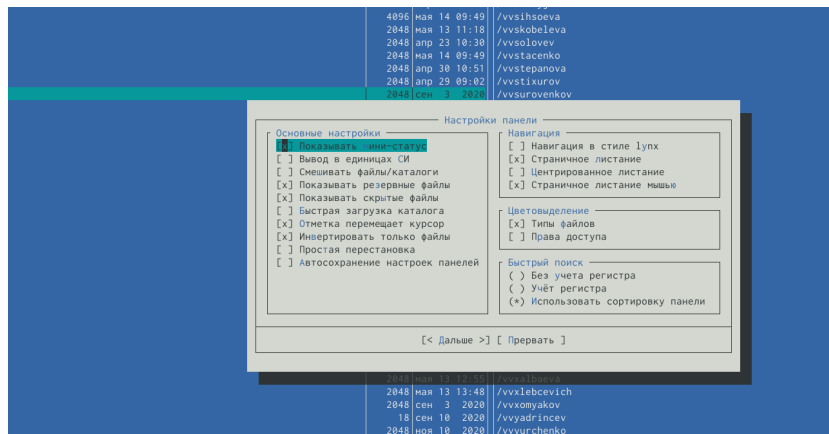 4096 мая 14 09:49 /vvsihsoeva
2048 мая 13 11:18 /vvskobeleva
2048 апр 23 10:30 /vvsolovev
2048 мая 14 09:49 /vvstacenko
2048 апр 30 10:51 /vvstepanova
2048 апр 29 09:02 /vvstixurov
2048 сен 3 2020 /vvsurovenkov
Настройки панели
Основные настройки
[x] Показывать мини-статус
[ ] Вывод в единицах СИ
[ ] Смешивать файлы/каталоги
[x] Показывать резервные файлы
[x] Показывать скрытые файлы
[ ] Быстрая загрузка каталога
[x] Отметка перемещает курсор
[x] Инвертировать только файлы
[ ] Простая перестановка
[ ] Автосохранение настроек панелей
Навигация
[ ] Навигация в стиле lynx
[x] Страничное листание
[ ] Центрированное листание
[x] Страничное листание мышью
Цветовыделение
[x] Типы файлов
[ ] Права доступа
Быстрый поиск
( ) Без учета регистра
( ) Учёт регистра
(*) Использовать сортировку панели
[< Дальше >] [ Прервать ]
2048 мая 13 12:55 /vvxalbaeva
2048 мая 13 13:48 /vvxlebcevich
2048 сен 3 2020 /vvxomyakov
18 сен 10 2020 /vvyadrincev
2048 ноя 10 2020 /vvyurchenko